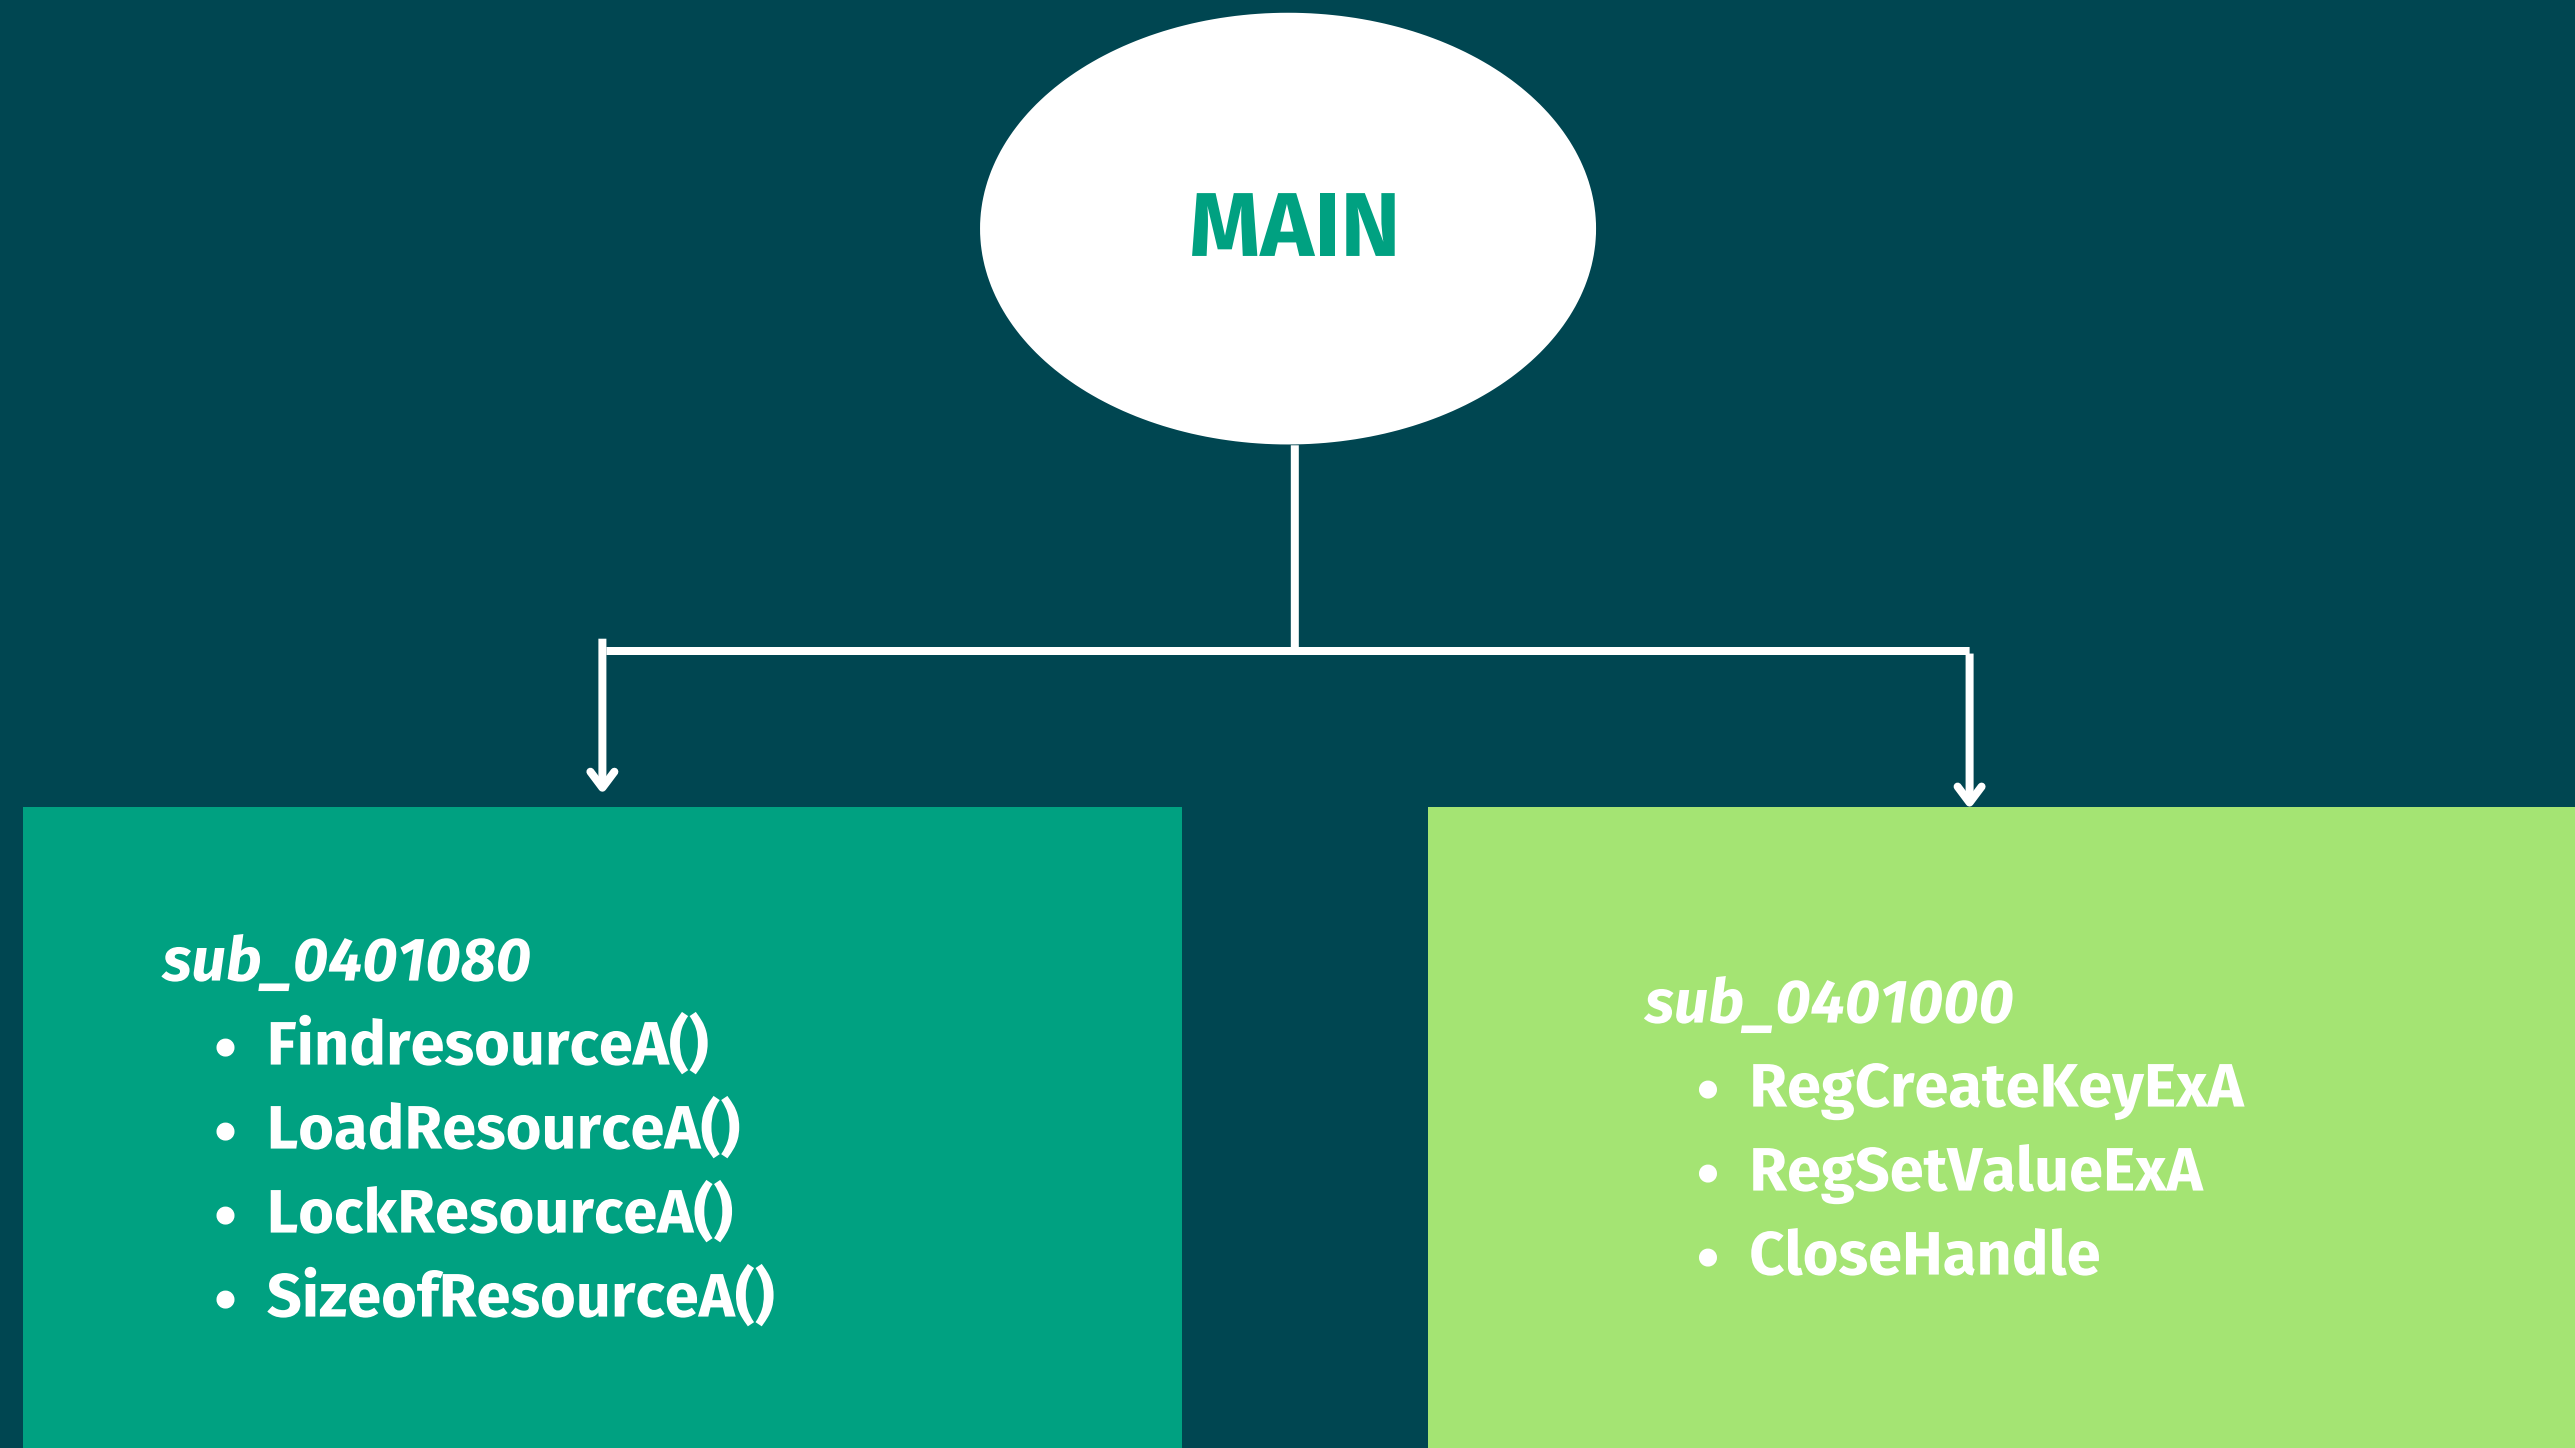 MAIN
sub_0401080
• FindresourceA()
• LoadResourceA()
• LockResourceA()
• SizeofResourceA()
sub_0401000
• RegCreateKeyExA
• RegSetValueExA
• CloseHandle